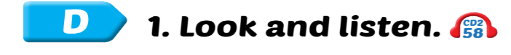 D 1. Look and listen. CD2 58